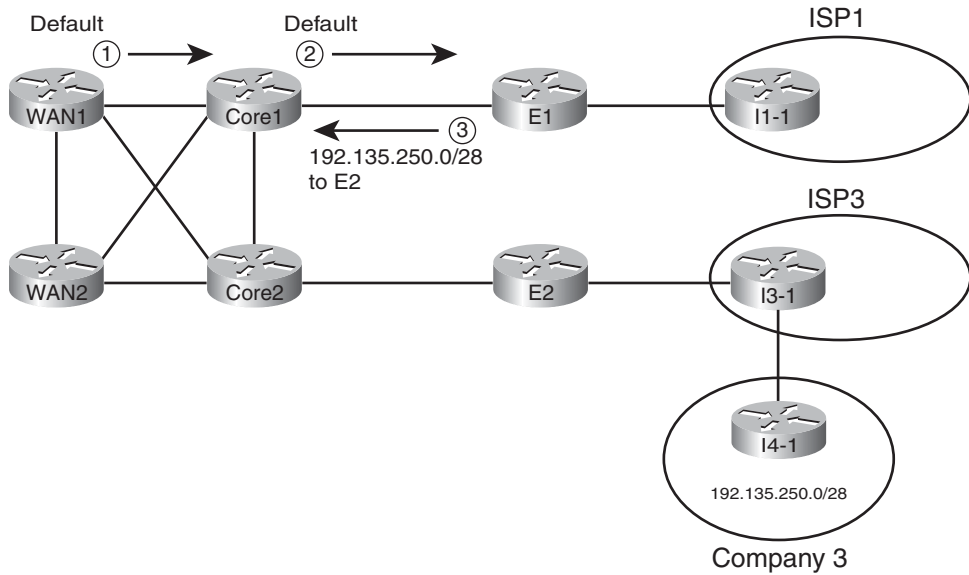 Default
①
Default
②
ISP1
WAN1
Core1
E1
I1-1
③
192.135.250.0/28
to E2
ISP3
WAN2
Core2
E2
I3-1
I4-1
192.135.250.0/28
Company 3